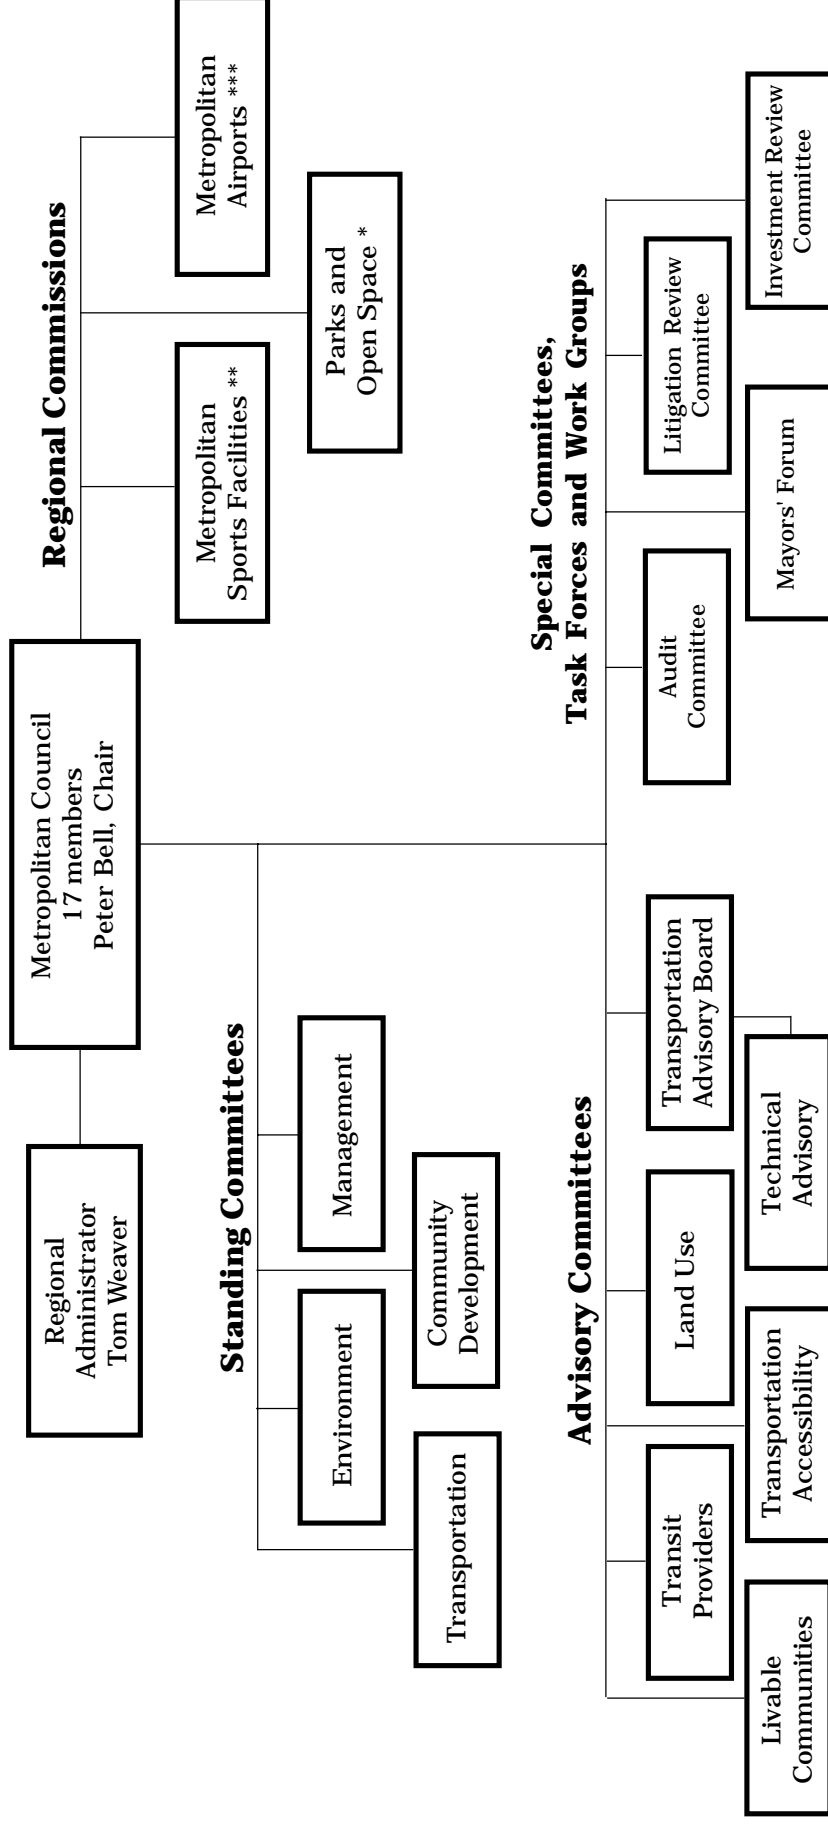 Metropolitan Council
17 members
Peter Bell, Chair
Regional
Administrator
Tom Weaver
Regional Commissions
Metropolitan
Sports Facilities **
Parks and
Open Space *
Metropolitan
Airports ***
Standing Committees
Transportation
Environment
Community
Development
Management
Advisory Committees
Livable
Communities
Transit
Providers
Transportation
Accessibility
Land Use
Technical
Advisory
Transportation
Advisory Board
Special Committees,
Task Forces and Work Groups
Audit
Committee
Mayors' Forum
Litigation Review
Committee
Investment Review
Committee